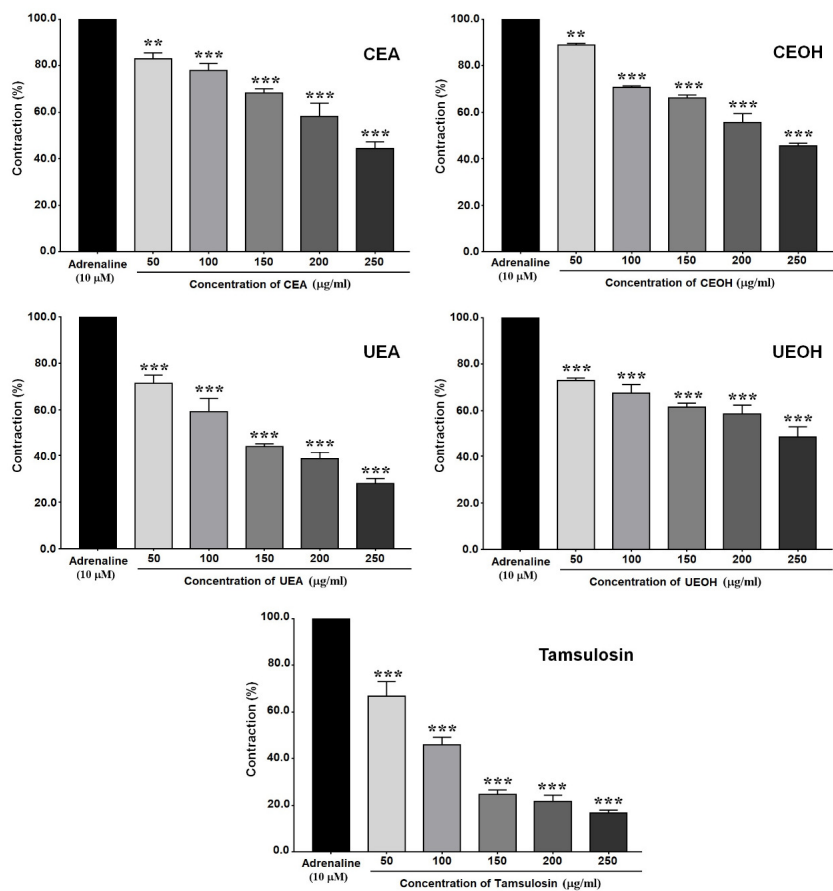 100.0
80.0
60.0
40.0
20.0
0.0
Contraction (%)
CEA
** *** *** *** ***
Adrenaline 50 100 150 200 250
(10 µM)
Concentration of CEA (µg/ml)
100.0
80.0
60.0
40.0
20.0
0.0
Contraction (%)
CEOH
** *** *** *** ***
Adrenaline 50 100 150 200 250
(10 µM)
Concentration of CEOH (µg/ml)
100.0
80.0
60.0
40.0
20.0
0.0
Contraction (%)
UEA
*** *** *** *** ***
Adrenaline 50 100 150 200 250
(10 µM)
Concentration of UEA (µg/ml)
100.0
80.0
60.0
40.0
20.0
0.0
Contraction (%)
UEOH
*** *** *** *** ***
Adrenaline 50 100 150 200 250
(10 µM)
Concentration of UEOH (µg/ml)
100.0
80.0
60.0
40.0
20.0
0.0
Contraction (%)
Tamsulosin
*** *** *** *** ***
Adrenaline 50 100 150 200 250
(10 µM)
Concentration of Tamsulosin (µg/ml)